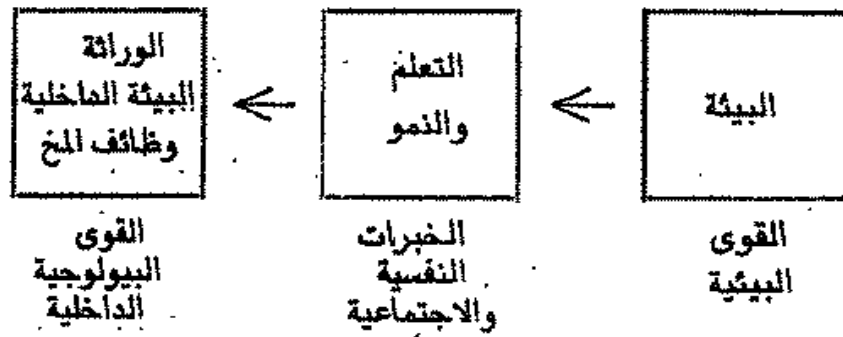 البيئة
القوى
البيئية
التعلم
والنمو
الخبرات
النفسية
والاجتماعية
الوراثة
البيئة الداخلية
وظائف المخ
القوى
البيولوجية
الداخلية